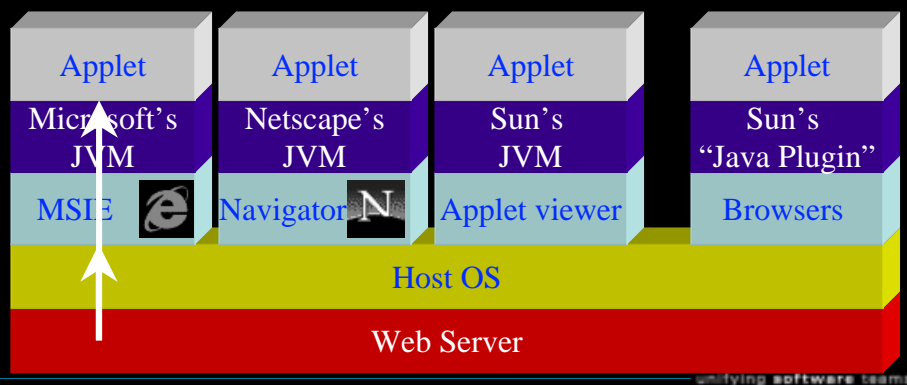 Applet Applet Applet Applet
Microsoft's Netscape's Sun's Sun's
JVM JVM JVM “Java Plugin”
MSIE Navigator N Applet viewer Browsers
Host OS
Web Server
unifying software teams